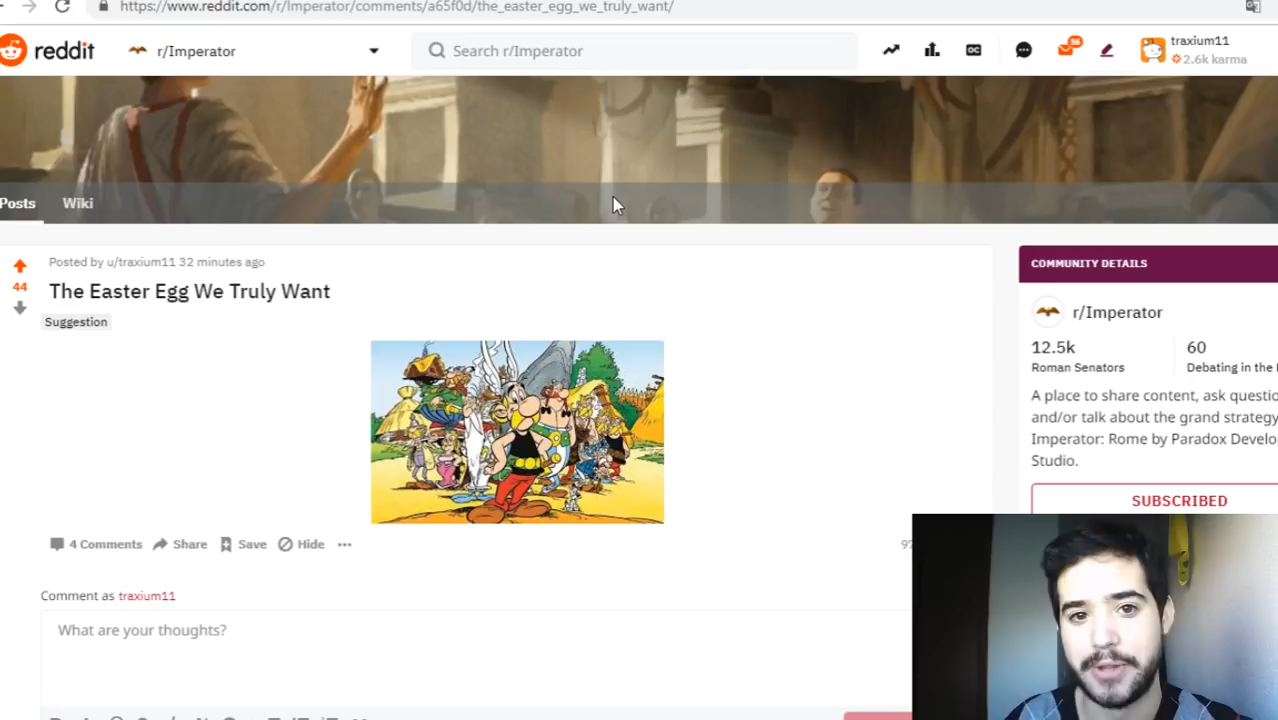 https://www.reddit.com/r/Imperator/comments/a65f0d/the_easter_egg_we_truly_want/
reddit
r/Imperator
Search r/Imperator
56
traxium11
2.6k karma
Posts
Wiki
Posted by u/traxium11 32 minutes ago
44
The Easter Egg We Truly Want
Suggestion
4 Comments
Share
Save
Hide
Comment as traxium11
What are your thoughts?
COMMUNITY DETAILS
r/Imperator
12.5k
60
Roman Senators
Debating in the
A place to share content, ask questio
and/or talk about the grand strategy
Imperator: Rome by Paradox Develo
Studio.
SUBSCRIBED